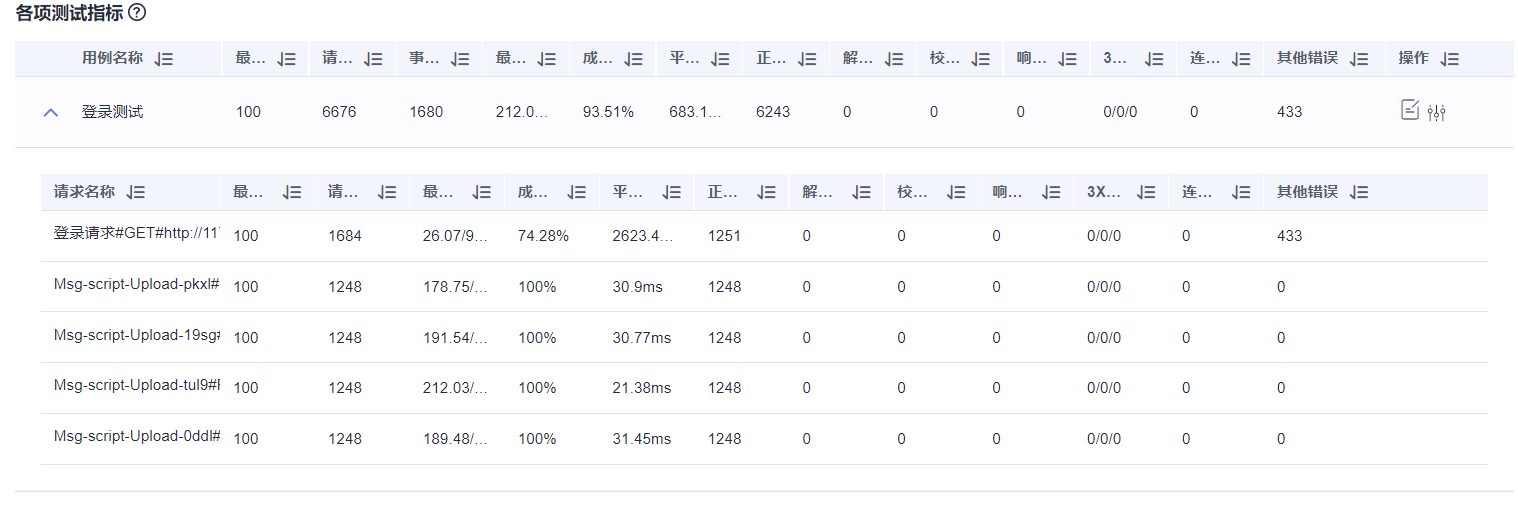 各项测试指标
用例名称 最... 请... 事... 最... 成... 平... 正... 解... 校... 响... 3... 连... 其他错误 操作
登录测试 100 6676 1680 212.0... 93.51% 683.1... 6243 0 0 0 0/0/0 0 433
请求名称 最... 请... 最... 成... 平... 正... 解... 校... 响... 3X... 连... 其他错误
登录请求#GET#http://11 100 1684 26.07/9... 74.28% 2623.4... 1251 0 0 0 0/0/0 0 433
Msg-script-Upload-pkxl# 100 1248 178.75/... 100% 30.9ms 1248 0 0 0 0/0/0 0 0
Msg-script-Upload-19sg# 100 1248 191.54/... 100% 30.77ms 1248 0 0 0 0/0/0 0 0
Msg-script-Upload-tul9# 100 1248 212.03/... 100% 21.38ms 1248 0 0 0 0/0/0 0 0
Msg-script-Upload-0ddl# 100 1248 189.48/... 100% 31.45ms 1248 0 0 0 0/0/0 0 0